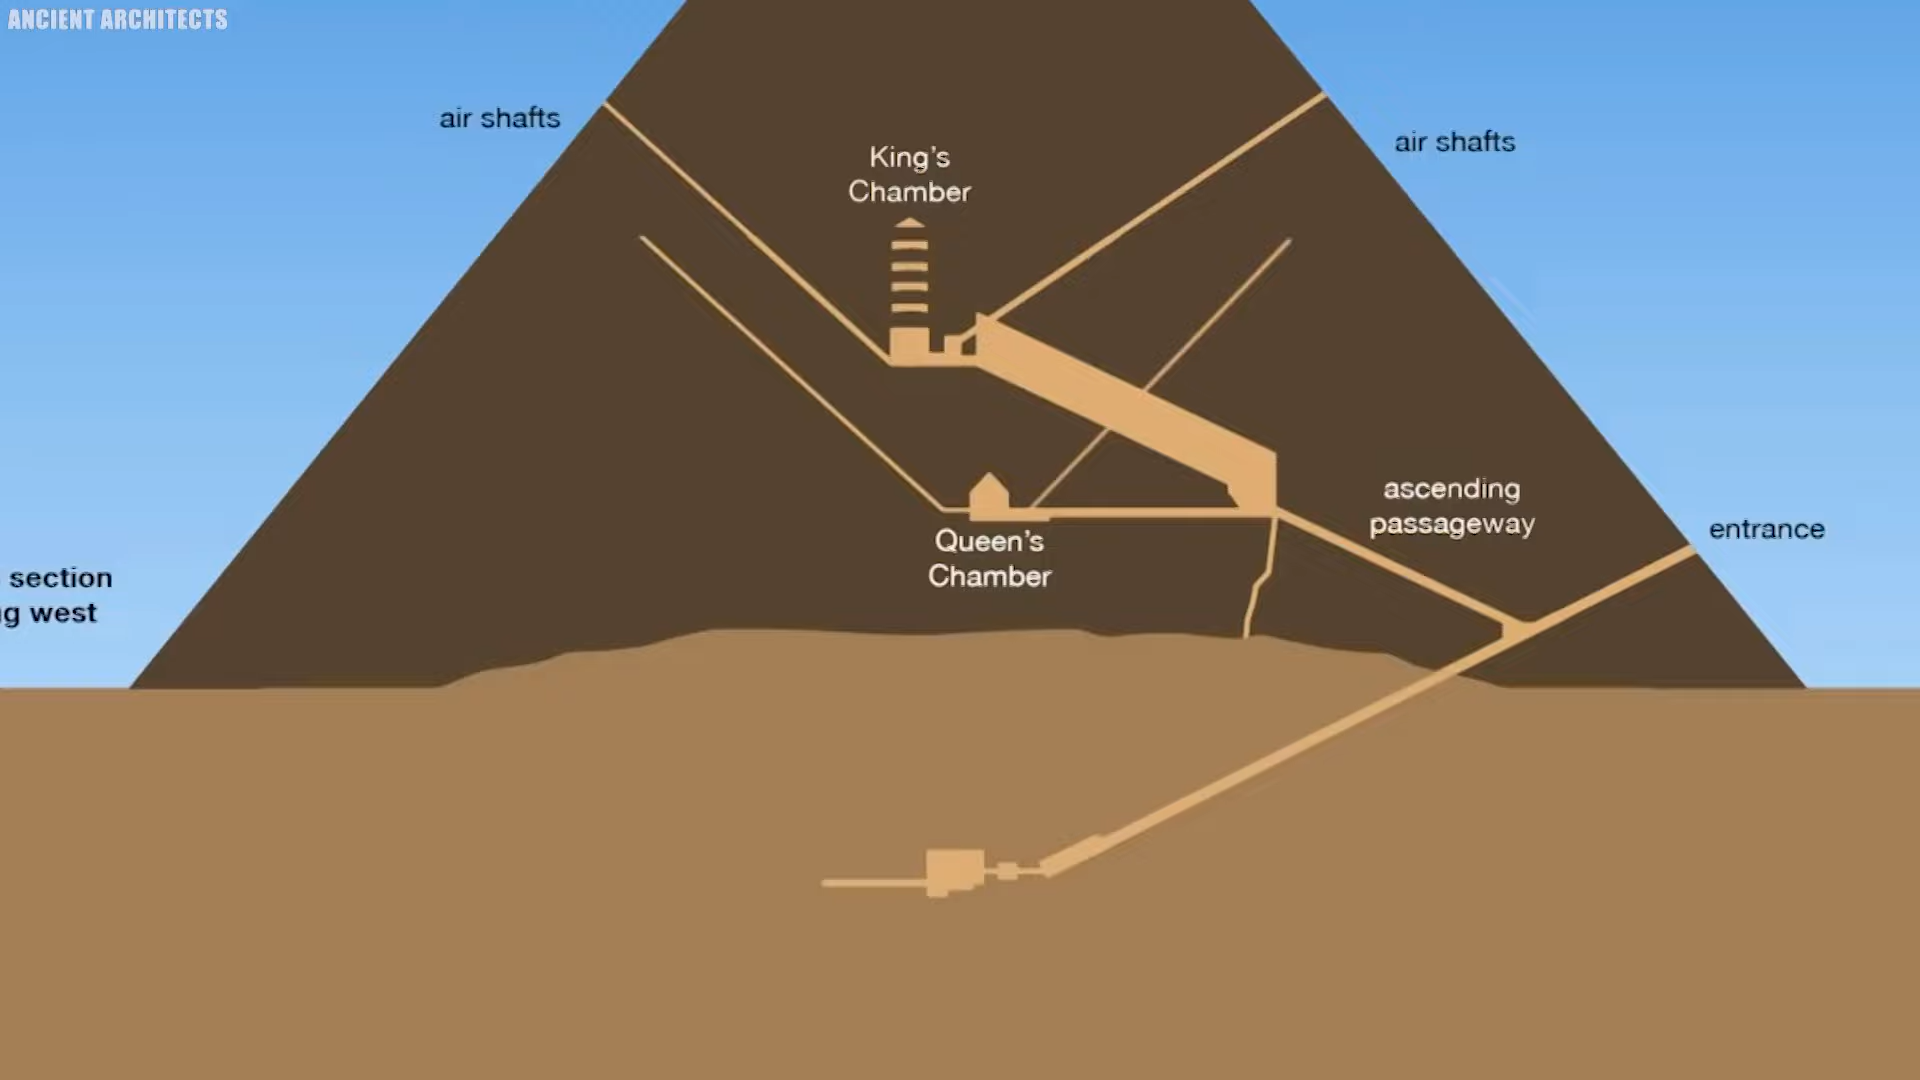 ANCIENT ARCHITECTS
air shafts
air shafts
King's
Chamber
ascending
passageway
entrance
Queen's
Chamber
section
west